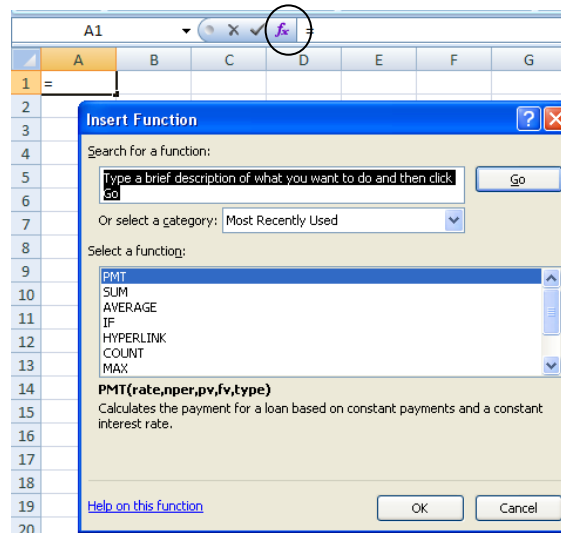 A1 fx =
A B C D E F G
1 =
2
3
4
5
6
7
8
9
10
11
12
13
14
15
16
17
18
19
20
Insert Function
Search for a function:
Type a brief description of what you want to do and then click
Go
Go
Or select a category: Most Recently Used
Select a function:
PMT
SUM
AVERAGE
IF
HYPERLINK
COUNT
MAX
PMT(rate,nper,pv,fv,type)
Calculates the payment for a loan based on constant payments and a constant
interest rate.
Help on this function
OK Cancel